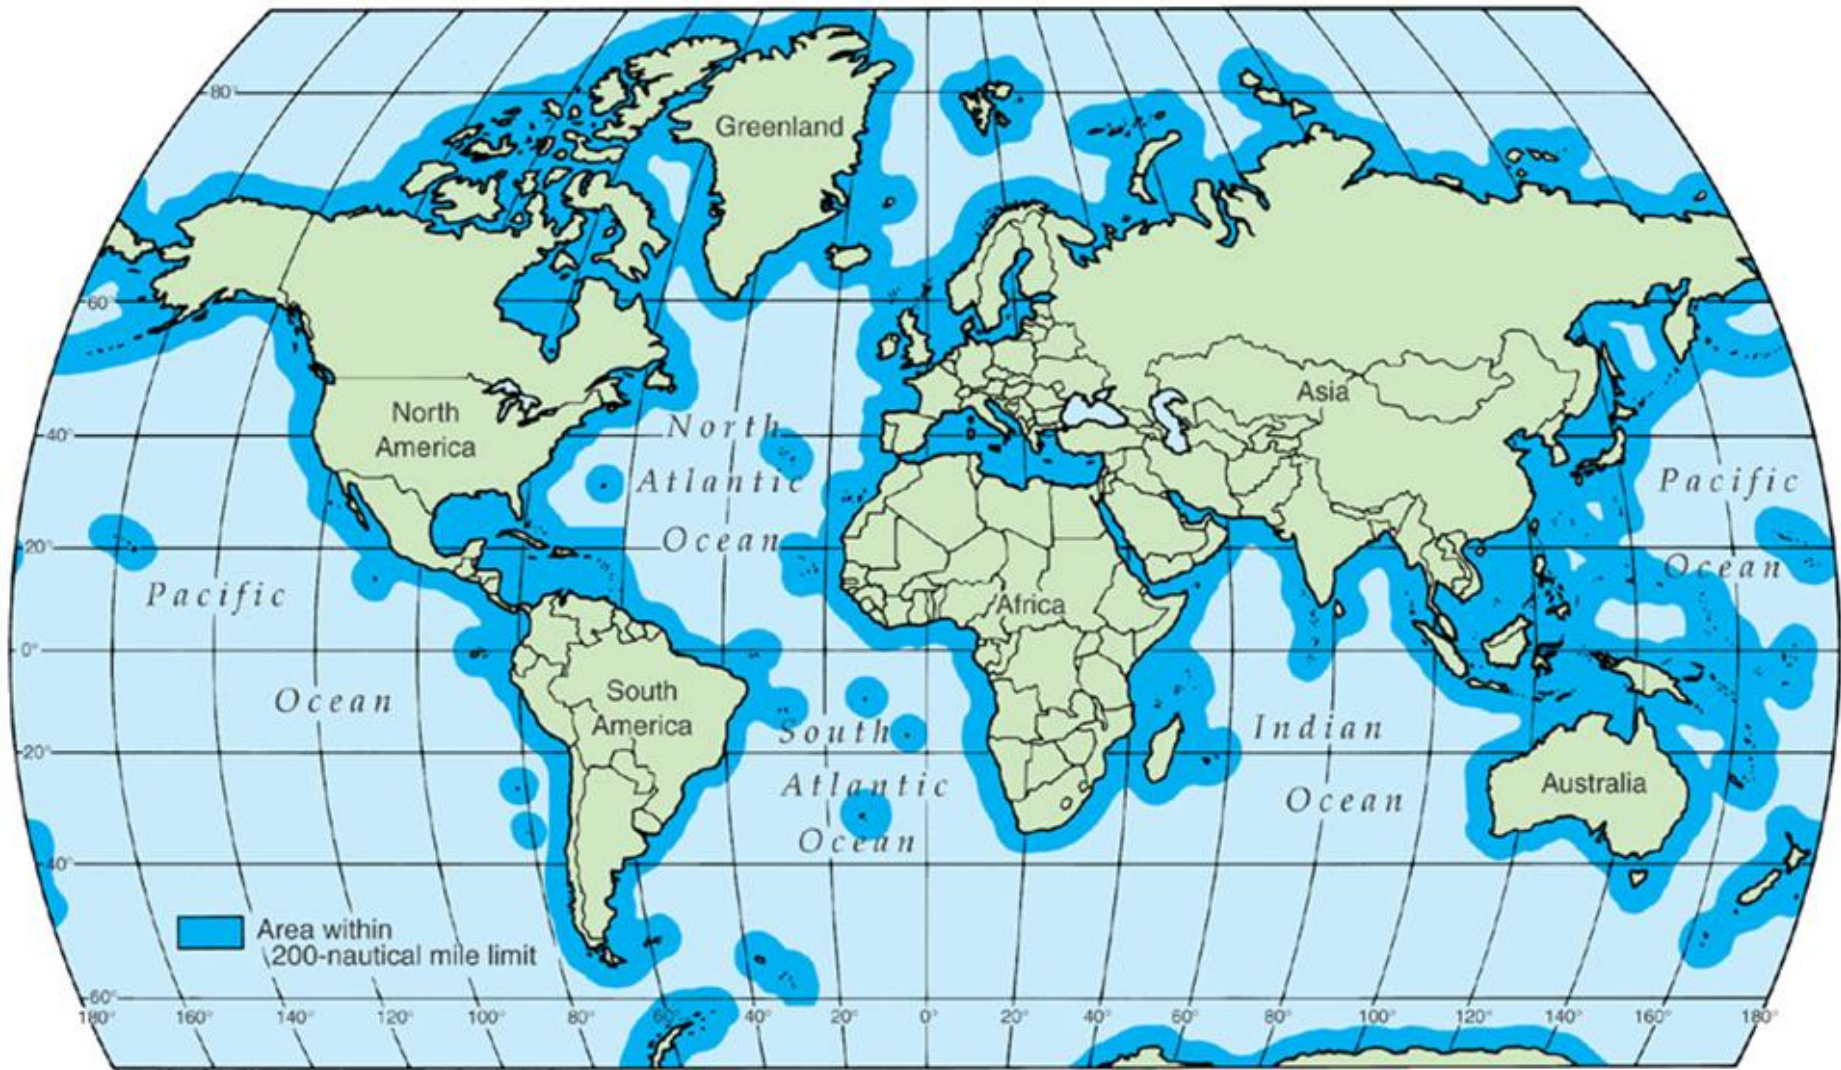 80°
Greenland
60°
Asia
North
America
North
40°
Atlantic
Pacific
Ocean
20°
Ocean
Pacific
Africa
0°
South
America
Ocean
South
Indian
20°
Atlantic
Australia
Ocean
Ocean
40°
Area within
200-nautical mile limit
60°
180° 160° 140° 120° 100° 80° 60° 40° 20° 0° 20° 40° 60° 80° 100° 120° 140° 160° 180°